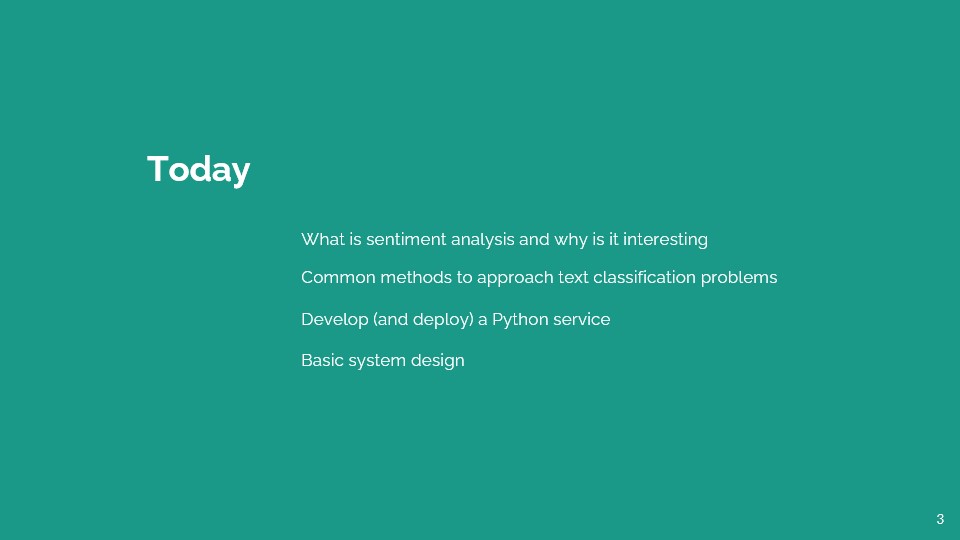 Today
What is sentiment analysis and why is it interesting
Common methods to approach text classification problems
Develop (and deploy) a Python service
Basic system design
3